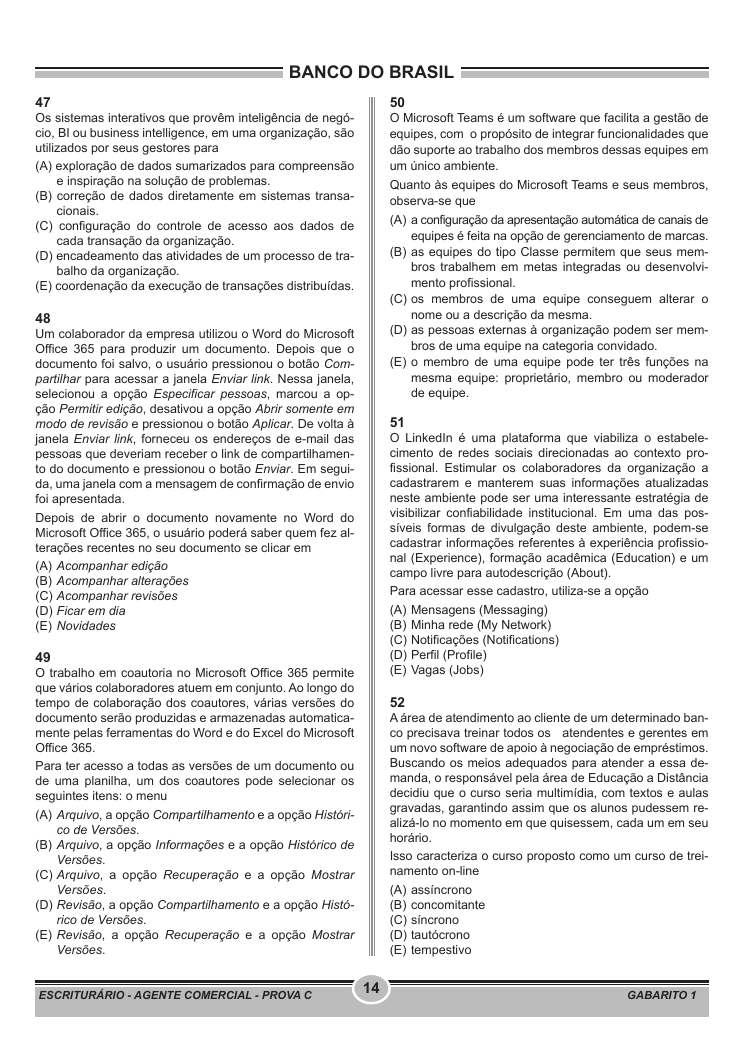 BANCO DO BRASIL
47
Os sistemas interativos que provêm inteligência de negó-
cio, BI ou business intelligence, em uma organização, são
utilizados por seus gestores para
(A) exploração de dados sumarizados para compreensão
e inspiração na solução de problemas.
(B) correção de dados diretamente em sistemas transa-
cionais.
(C) configuração do controle de acesso aos dados de
cada transação da organização.
(D) encadeamento das atividades de um processo de tra-
balho da organização.
(E) coordenação da execução de transações distribuídas.
48
Um colaborador da empresa utilizou o Word do Microsoft
Office 365 para produzir um documento. Depois que o
documento foi salvo, o usuário pressionou o botão Com-
partilhar para acessar a janela Enviar link. Nessa janela,
selecionou a opção Especificar pessoas, marcou a op-
ção Permitir edição, desativou a opção Abrir somente em
modo de revisão e pressionou o botão Aplicar. De volta à
janela Enviar link, forneceu os endereços de e-mail das
pessoas que deveriam receber o link de compartilhamen-
to do documento e pressionou o botão Enviar. Em segui-
da, uma janela com a mensagem de confirmação de envio
foi apresentada.
Depois de abrir o documento novamente no Word do
Microsoft Office 365, o usuário poderá saber quem fez al-
terações recentes no seu documento se clicar em
(A) Acompanhar edição
(B) Acompanhar alterações
(C) Acompanhar revisões
(D) Ficar em dia
(E) Novidades
49
O trabalho em coautoria no Microsoft Office 365 permite
que vários colaboradores atuem em conjunto. Ao longo do
tempo de colaboração dos coautores, várias versões do
documento serão produzidas e armazenadas automatica-
mente pelas ferramentas do Word e do Excel do Microsoft
Office 365.
Para ter acesso a todas as versões de um documento ou
de uma planilha, um dos coautores pode selecionar os
seguintes itens: o menu
(A) Arquivo, a opção Compartilhamento e a opção Históri-
co de Versões.
(B) Arquivo, a opção Informações e a opção Histórico de
Versões.
(C) Arquivo, a opção Recuperação e a opção Mostrar
Versões.
(D) Revisão, a opção Compartilhamento e a opção Histó-
rico de Versões.
(E) Revisão, a opção Recuperação e a opção Mostrar
Versões.
50
O Microsoft Teams é um software que facilita a gestão de
equipes, com o propósito de integrar funcionalidades que
dão suporte ao trabalho dos membros dessas equipes em
um único ambiente.
Quanto às equipes do Microsoft Teams e seus membros,
observa-se que
(A) a configuração da apresentação automática de canais de
equipes é feita na opção de gerenciamento de marcas.
(B) as equipes do tipo Classe permitem que seus mem-
bros trabalhem em metas integradas ou desenvolvi-
mento profissional.
(C) os membros de uma equipe conseguem alterar o
nome ou a descrição da mesma.
(D) as pessoas externas à organização podem ser mem-
bros de uma equipe na categoria convidado.
(E) o membro de uma equipe pode ter três funções na
mesma equipe: proprietário, membro ou moderador
de equipe.
51
O LinkedIn é uma plataforma que viabiliza o estabele-
cimento de redes sociais direcionadas ao contexto pro-
fissional. Estimular os colaboradores da organização a
cadastrarem e manterem suas informações atualizadas
neste ambiente pode ser uma interessante estratégia de
visibilizar confiabilidade institucional. Em uma das pos-
síveis formas de divulgação deste ambiente, podem-se
cadastrar informações referentes à experiência profissio-
nal (Experience), formação acadêmica (Education) e um
campo livre para autodescrição (About).
Para acessar esse cadastro, utiliza-se a opção
(A) Mensagens (Messaging)
(B) Minha rede (My Network)
(C) Notificações (Notifications)
(D) Perfil (Profile)
(E) Vagas (Jobs)
52
A área de atendimento ao cliente de um determinado ban-
co precisava treinar todos os atendentes e gerentes em
um novo software de apoio à negociação de empréstimos.
Buscando os meios adequados para atender a essa de-
manda, o responsável pela área de Educação a Distância
decidiu que o curso seria multimídia, com textos e aulas
gravadas, garantindo assim que os alunos pudessem re-
alizá-lo no momento em que quisessem, cada um em seu
horário.
Isso caracteriza o curso proposto como um curso de trei-
namento on-line
(A) assíncrono
(B) concomitante
(C) síncrono
(D) tautócrono
(E) tempestivo
ESCRITURÁRIO - AGENTE COMERCIAL - PROVA C
14
GABARITO 1